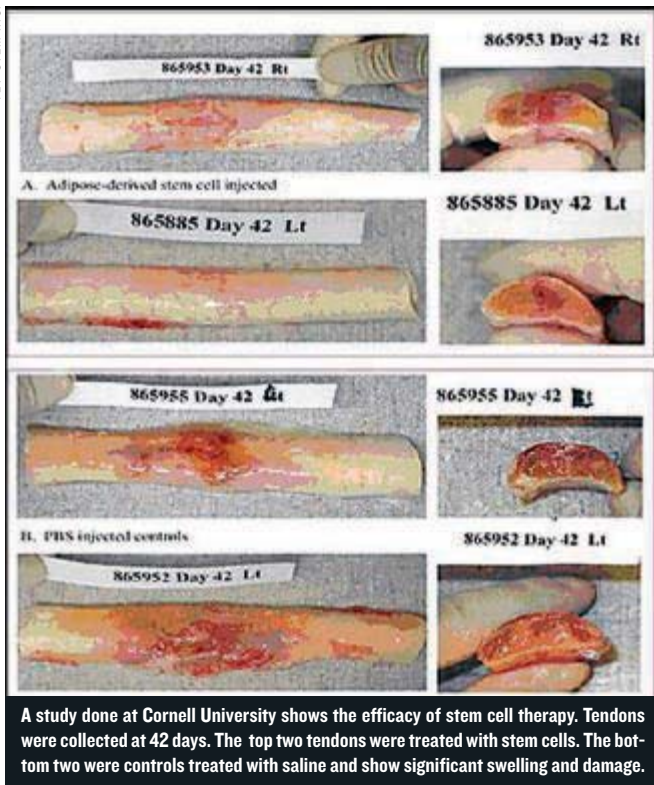 865953 Day 42 Rt
865953 Day 42 Rt
A. Adipose-derived stem cell injected
865885 Day 42 Lt
865885 Day 42 Lt
865955 Day 42
865955 Day 42
B. PBS injected controls
865952 Day 42 Lt
865952 Day 42 Lt
A study done at Cornell University shows the efficacy of stem cell therapy. Tendons
were collected at 42 days. The top two tendons were treated with stem cells. The bot-
tom two were controls treated with saline and show significant swelling and damage.